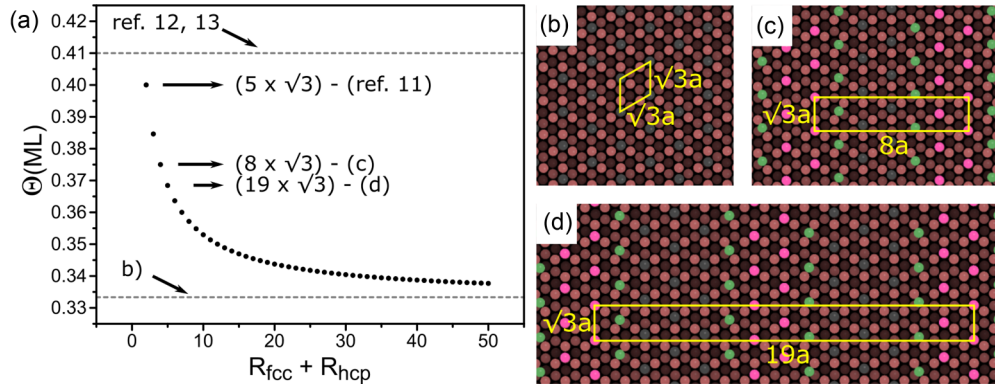 (a)
ref. 12, 13
(5 x √3) - (ref. 11)
(8 x √3) - (c)
(19 x √3) - (d)
b)
Θ(ML)
0.42
0.41
0.40
0.39
0.38
0.37
0.36
0.35
0.34
0.33
0
10
20
30
40
50
R_fcc + R_hcp
(b)
√3a
√3a
(c)
√3a
8a
(d)
√3a
19a